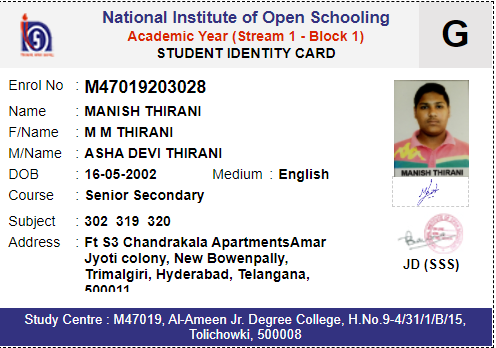 National Institute of Open Schooling
Academic Year (Stream 1 - Block 1)
STUDENT IDENTITY CARD
G
Enrol No : M47019203028
Name : MANISH THIRANI
F/Name : M M THIRANI
M/Name : ASHA DEVI THIRANI
DOB : 16-05-2002 Medium : English
Course : Senior Secondary
Subject : 302 319 320
Address : Ft S3 Chandrakala ApartmentsAmar
Jyoti colony, New Bowenpally,
Trimalgiri, Hyderabad, Telangana,
500011
MANISH THIRANI
JD (SSS)
Study Centre : M47019, Al-Ameen Jr. Degree College, H.No.9-4/31/1/B/15,
Tolichowki, 500008